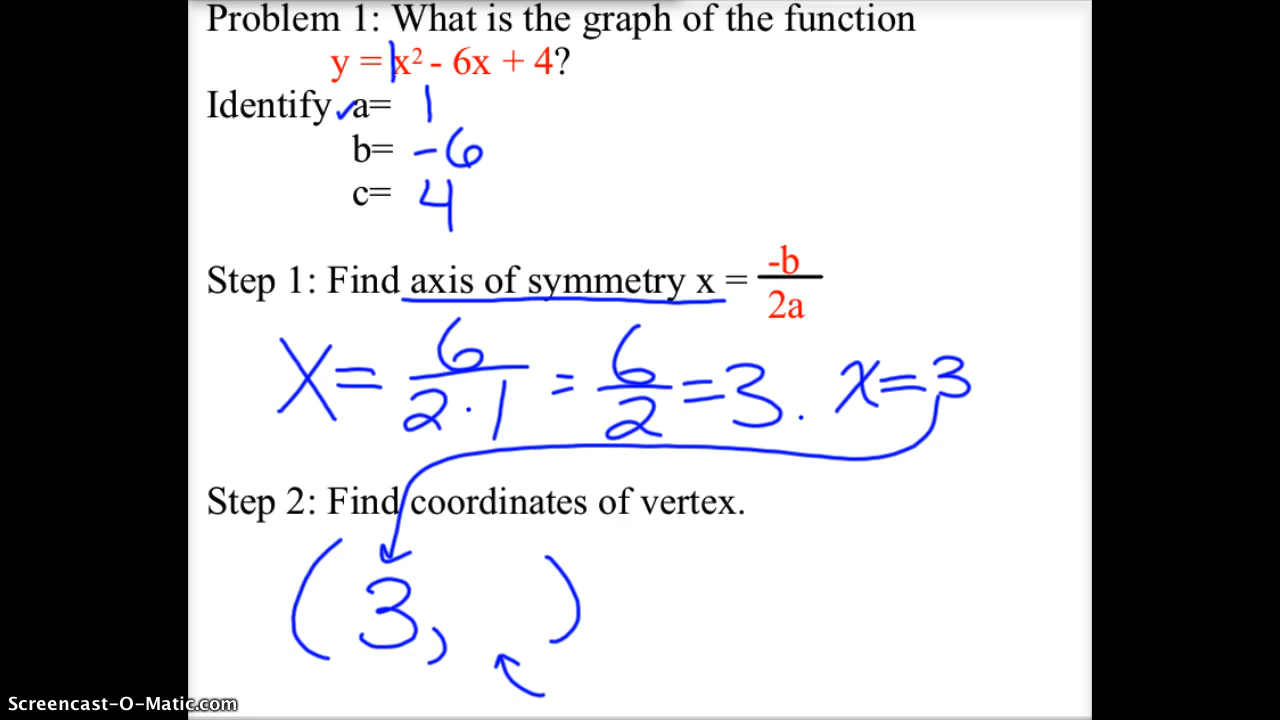 Problem 1: What is the graph of the function
y = 1x² - 6x + 4?
Identify ✓a= 1
b= -6
c= 4
Step 1: Find axis of symmetry x = -b/2a
X = 6/2·1 = 6/2 = 3. x=3
Step 2: Find coordinates of vertex.
(3, )
Screencast-O-Matic.com